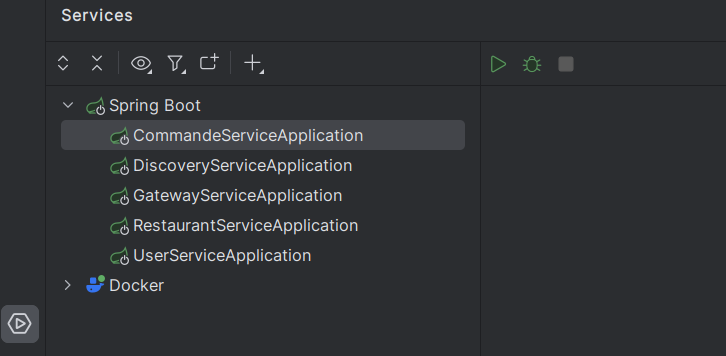 Services
Spring Boot
CommandeServiceApplication
DiscoveryServiceApplication
GatewayServiceApplication
RestaurantServiceApplication
UserServiceApplication
Docker